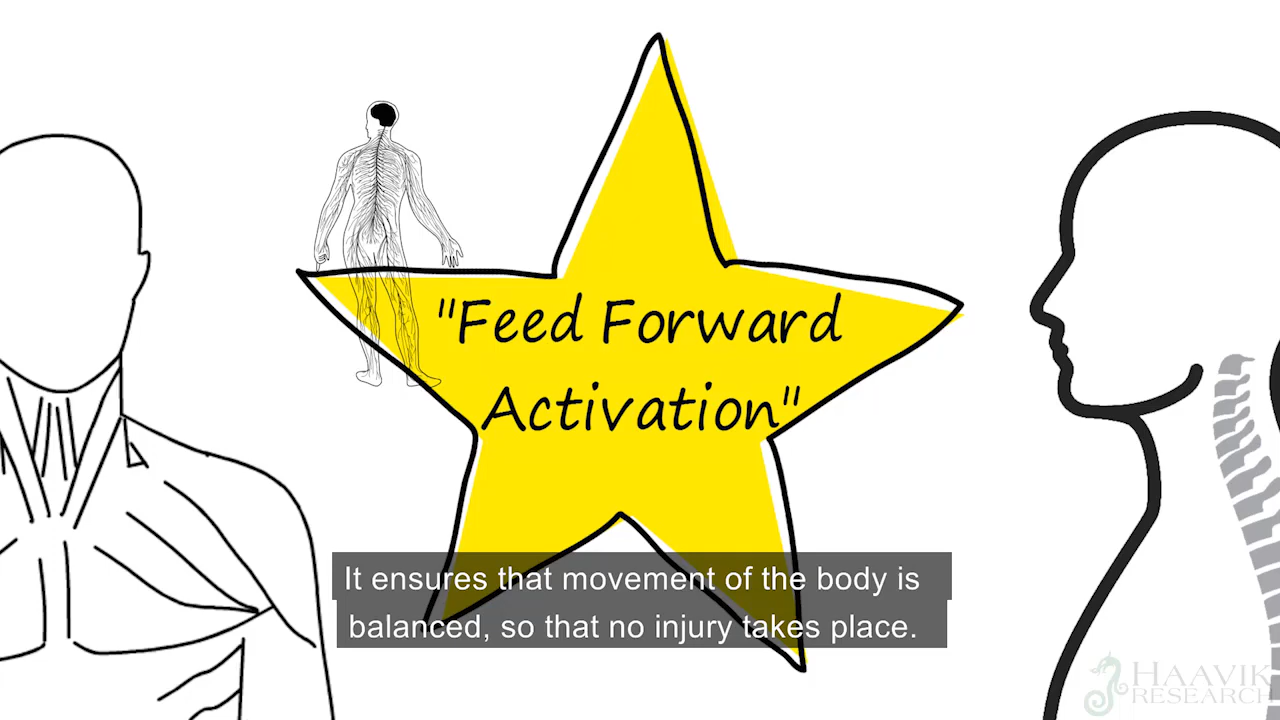 "Feed Forward
Activation"
It ensures that movement of the body is
balanced, so that no injury takes place.
HAAVIK
RESEARCH